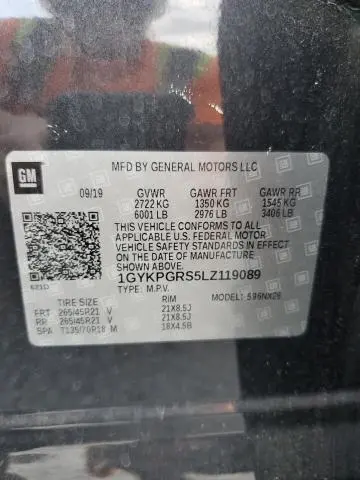 MFD BY GENERAL MOTORS LLC
GM
09/19 GVWR GAWR FRT GAWR RR
2722 KG 1350 KG 1545 KG
6001 LB 2976 LB 3406 LB
THIS VEHICLE CONFORMS TO ALL
APPLICABLE U.S. FEDERAL MOTOR
VEHICLE SAFETY STANDARDS IN EFFECT
ON THE DATE OF MANUFACTURE
SHOWN ABOVE.
1GYKPGRS5LZ119089
621D TYPE: M.P.V.
TIRE SIZE RIM MODEL: 5
FRT 265/45R21 V 21X8.5J
RR 265/45R21 V 21X8.5J
SPA T135/70R18 M 18X4.5B